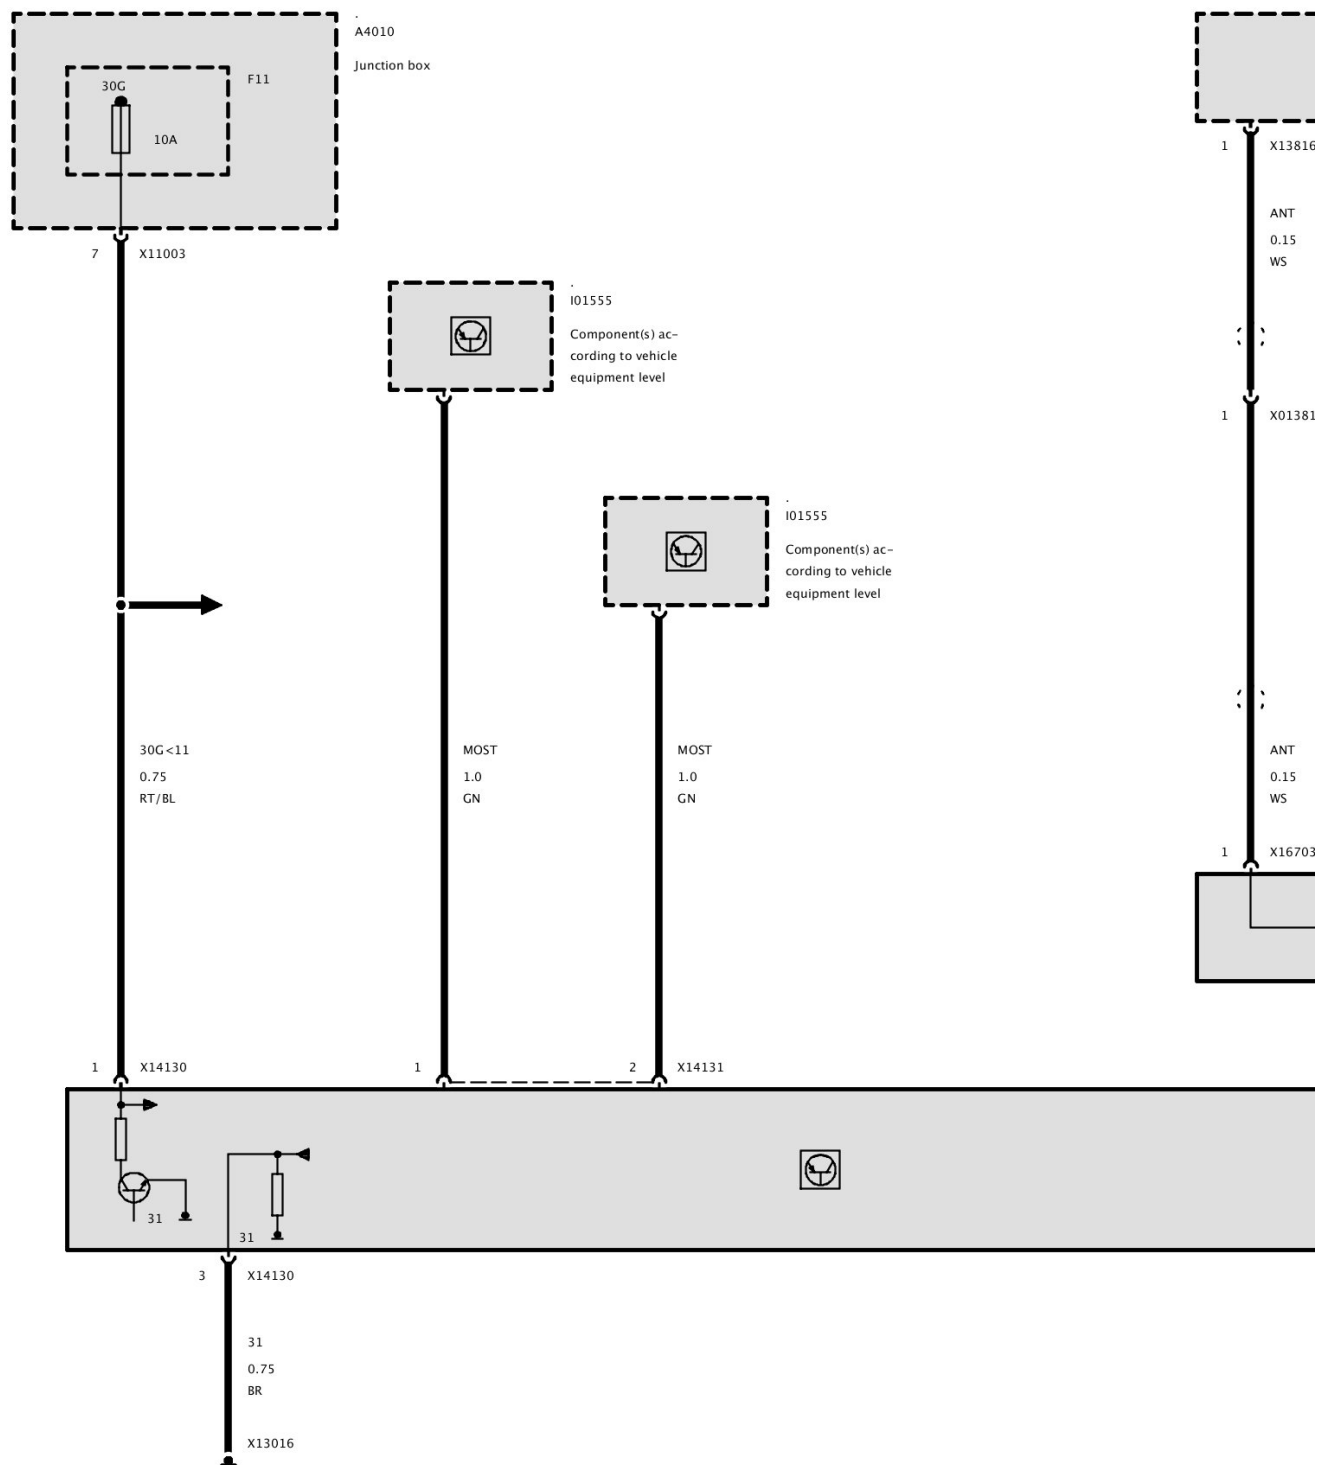 A4010
Junction box
30G
F11
10A
7
X11003
1
X13816
ANT
0.15
WS
I01555
Component(s) ac-
cording to vehicle
equipment level
1
X01381
I01555
Component(s) ac-
cording to vehicle
equipment level
30G<11
0.75
RT/BL
MOST
1.0
GN
MOST
1.0
GN
ANT
0.15
WS
1
X16703
1
X14130
1
2
X14131
31
31
3
X14130
31
0.75
BR
X13016